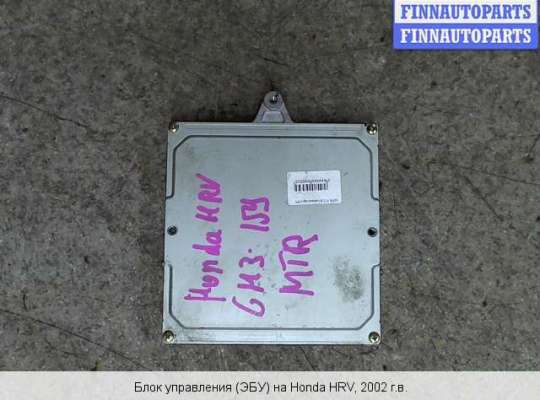 FINNAUTOPARTS
FINNAUTOPARTS
Honda HRV
GH3. 159
MTR
Блок управления (ЭБУ) на Honda HRV, 2002 г.в.